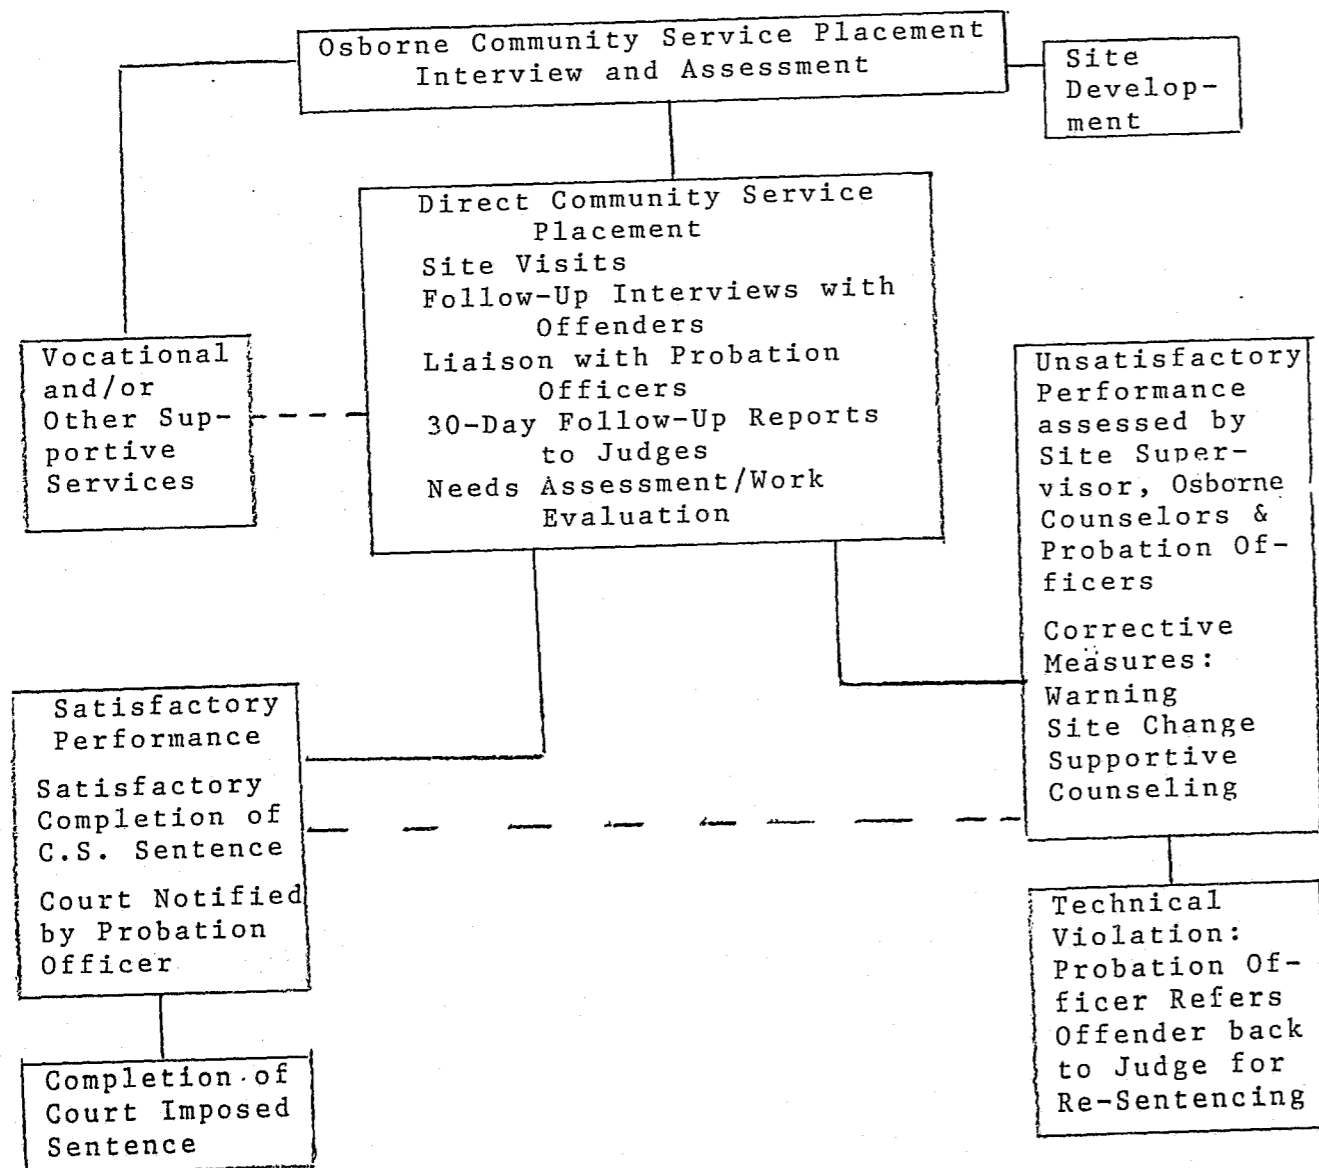 Osborne Community Service Placement
Interview and Assessment
Site
Develop-
ment
Direct Community Service
Placement
Site Visits
Follow-Up Interviews with
Offenders
Liaison with Probation
Officers
30-Day Follow-Up Reports
to Judges
Needs Assessment/Work
Evaluation
Vocational
and/or
Other Sup-
portive
Services
Unsatisfactory
Performance
assessed by
Site Super-
visor, Osborne
Counselors &
Probation Of-
ficers
Corrective
Measures:
Warning
Site Change
Supportive
Counseling
Satisfactory
Performance
Satisfactory
Completion of
C.S. Sentence
Court Notified
by Probation
Officer
Technical
Violation:
Probation Of-
ficer Refers
Offender back
to Judge for
Re-Sentencing
Completion of
Court Imposed
Sentence